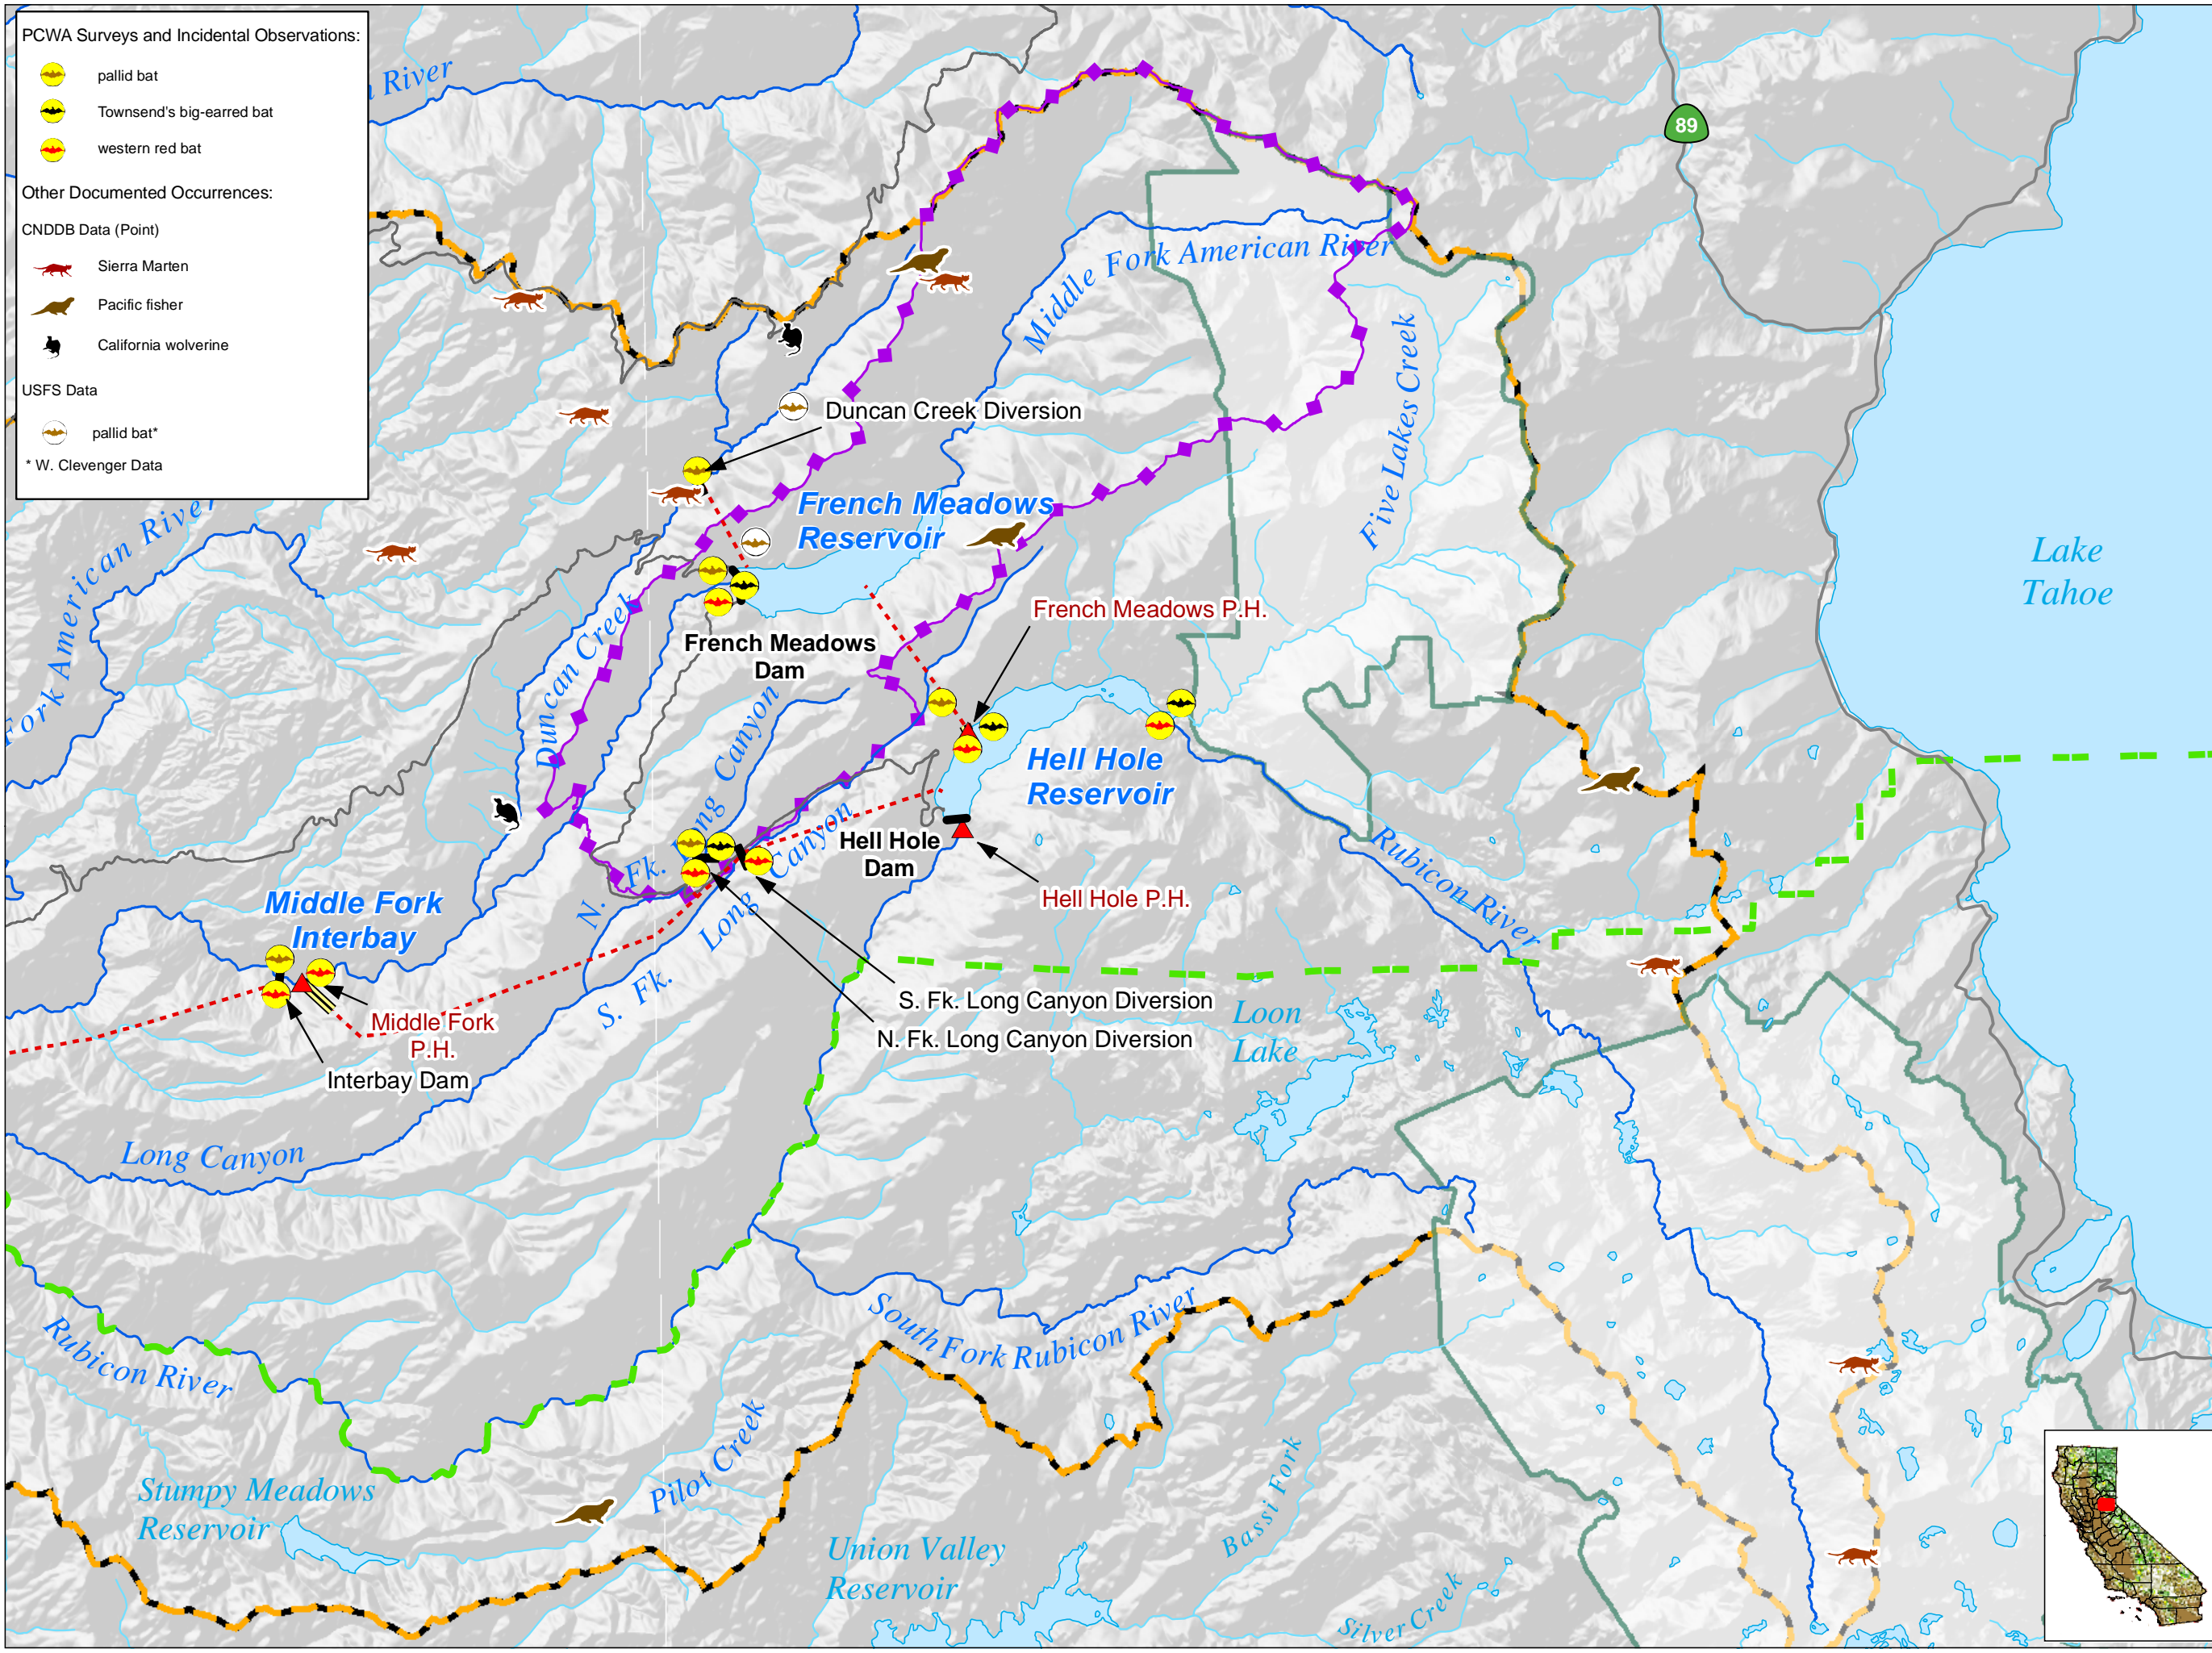 PCWA Surveys and Incidental Observations:
pallid bat
Townsend's big-earred bat
western red bat
Other Documented Occurrences:
CNDDB Data (Point)
Sierra Marten
Pacific fisher
California wolverine
USFS Data
pallid bat*
* W. Clevenger Data
River
89
Middle Fork American River
Five Lakes Creek
Duncan Creek Diversion
French Meadows
Reservoir
Lake
Tahoe
Fork American River
Duncan Creek
French Meadows P.H.
French Meadows
Dam
Hell Hole
Reservoir
N. Fk. Long Canyon
Hell Hole
Dam
Rubicon River
Hell Hole P.H.
Middle Fork
Interbay
S. Fk. Long Canyon
S. Fk. Long Canyon Diversion
N. Fk. Long Canyon Diversion
Loon
Lake
Middle Fork
P.H.
Interbay Dam
Long Canyon
South Fork Rubicon River
Rubicon River
Pilot Creek
Stumpy Meadows
Reservoir
Bassi Fork
Union Valley
Reservoir
Silver Creek